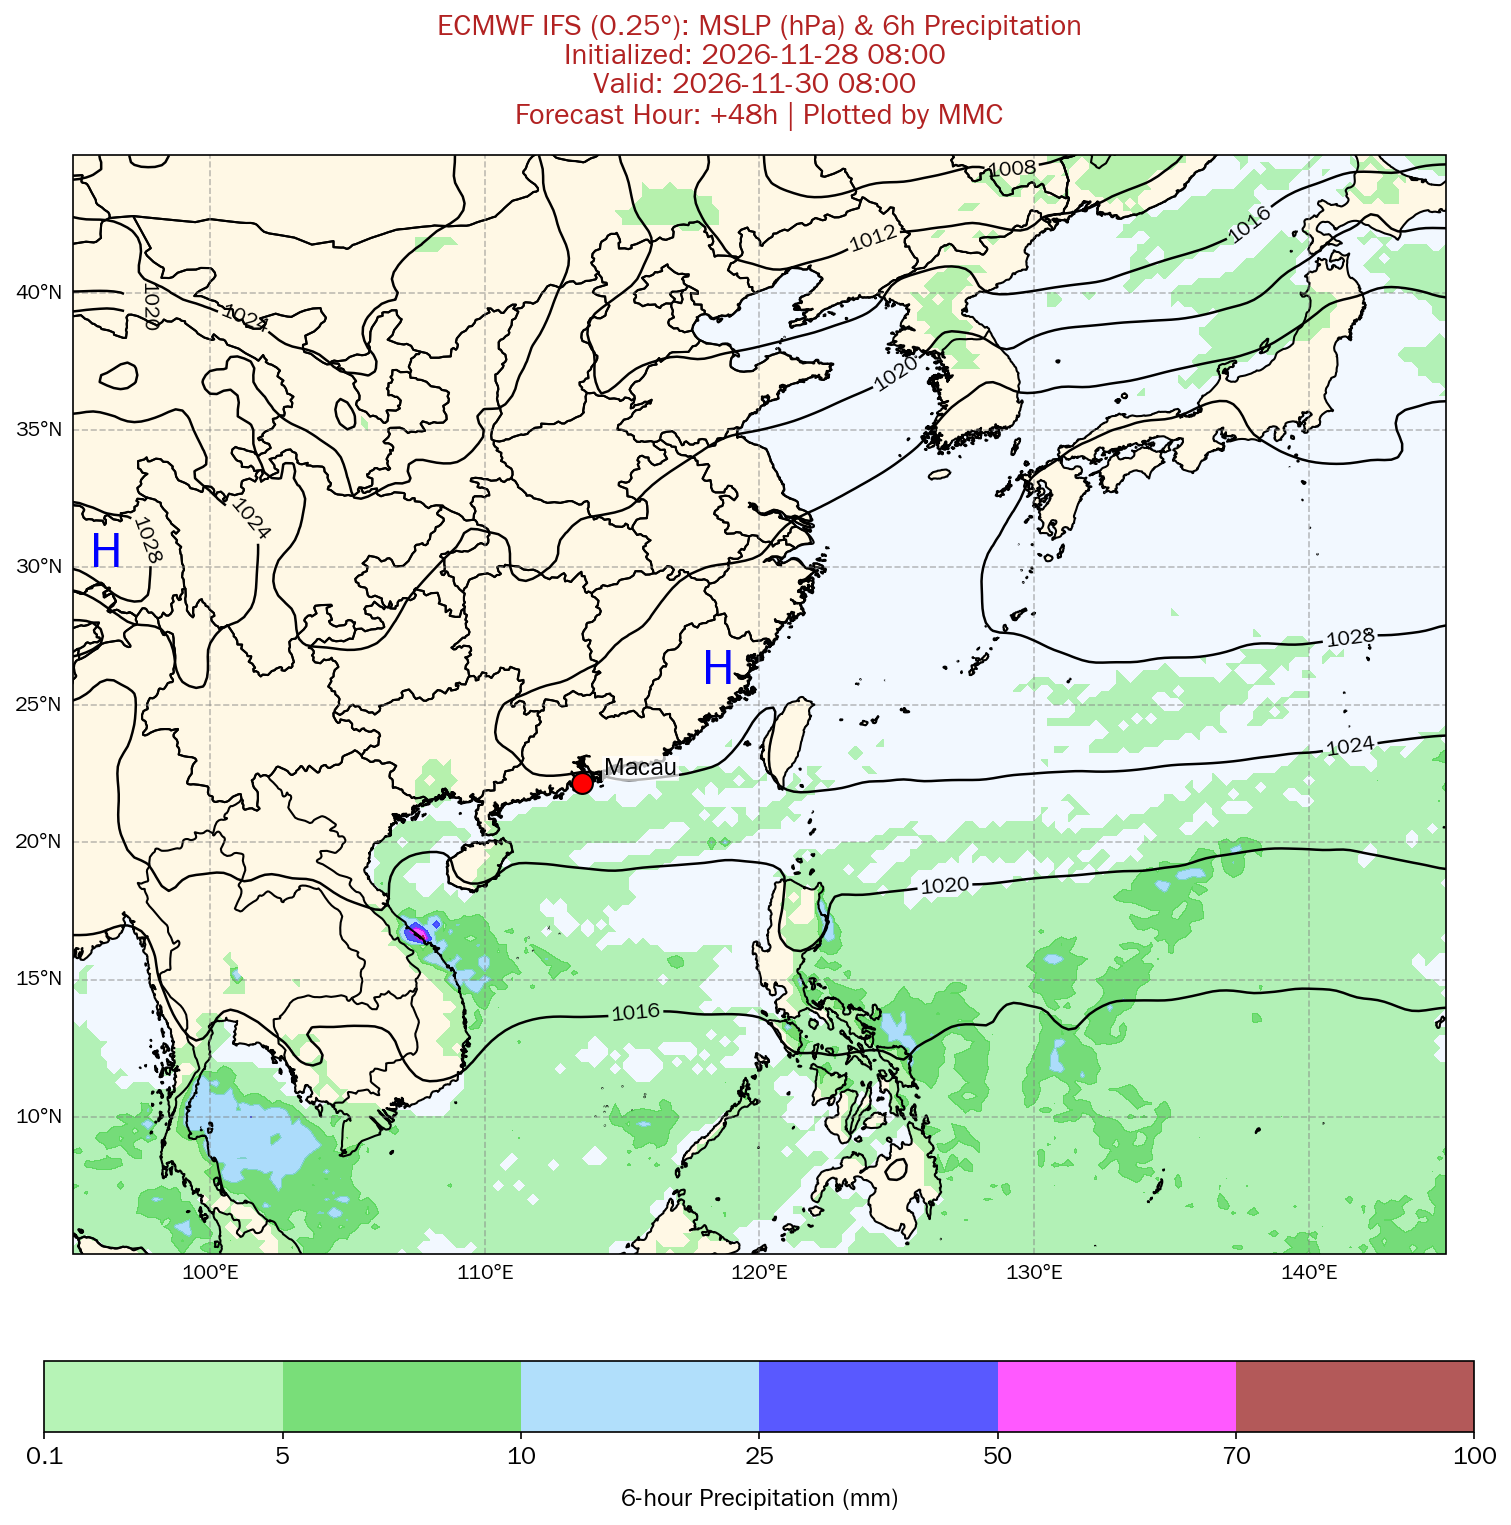 ECMWF IFS (0.25°): MSLP (hPa) & 6h Precipitation
Initialized: 2026-11-28 08:00
Valid: 2026-11-30 08:00
Forecast Hour: +48h | Plotted by MMC
1008
1012
1016
40°N
1020
1024
1020
35°N
1024
1028
H
30°N
H
1028
25°N
1024
Macau
20°N
1020
15°N
1016
10°N
100°E 110°E 120°E 130°E 140°E
0.1 5 10 25 50 70 100
6-hour Precipitation (mm)